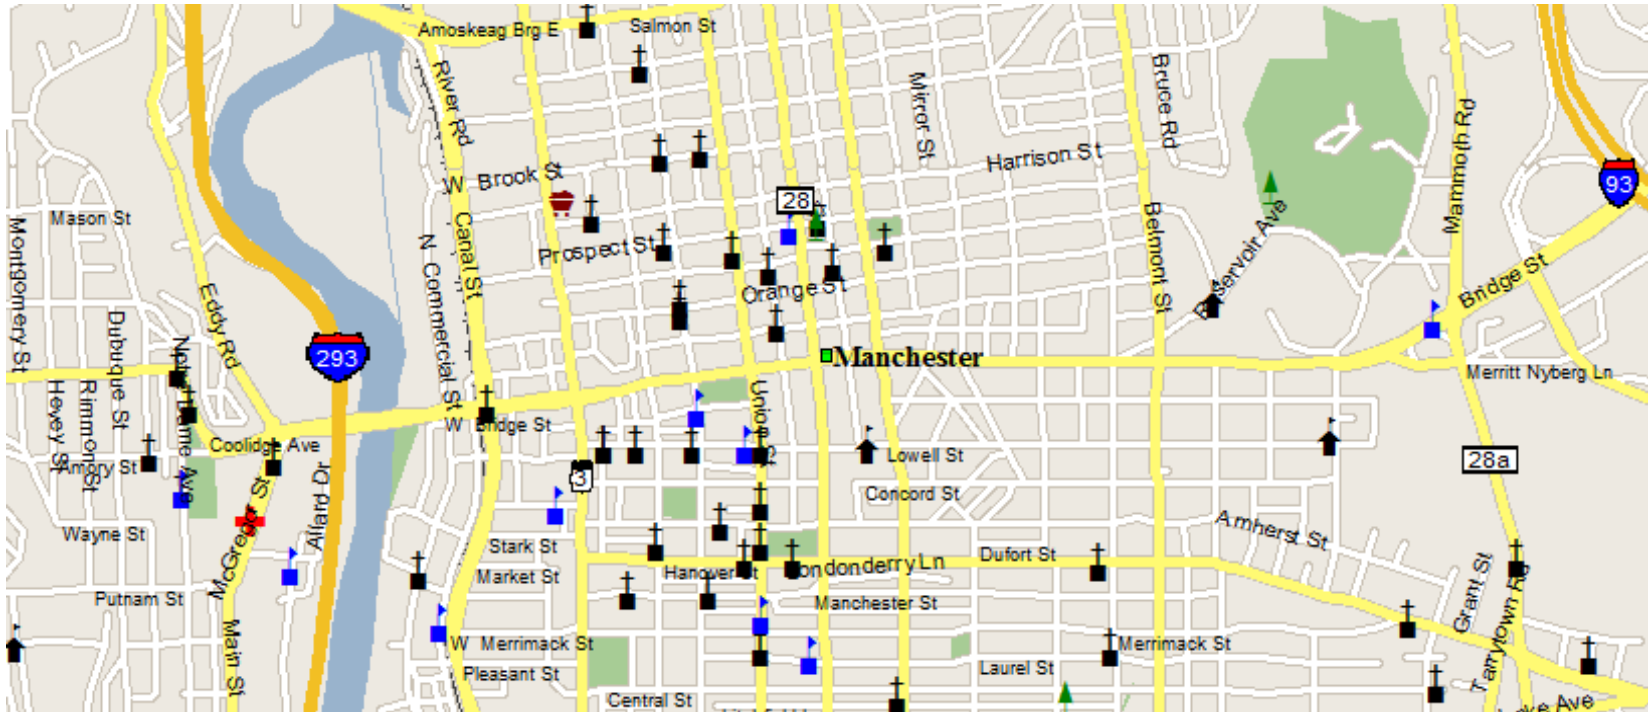 Amoskeag Brg E
Salmon St
River Rd
Mirror St
Bruce Rd
Mammoth Rd
Harrison St
W
Brook St
93
28
Mason St
Montgomery St
Canal St
N Commercial St
Prospect St
Belmont St
Reservoir Ave
Bridge St
Orange St
Eddy Rd
Dubuque St
293
Manchester
Notre Dame Ave
Hevey St
Rimmon St
Merritt Nyberg Ln
W Bridge St
Coolidge Ave
Amory St
Lowell St
28a
3
Concord St
McGregor St
Allard Dr
Wayne St
Amherst St
Stark St
Dufort St
Londonderry Ln
Hanover St
Market St
Putnam St
Manchester St
Grant St
Tarrytown Rd
Main St
W Merrimack St
Merrimack St
Pleasant St
Laurel St
Central St
Ave